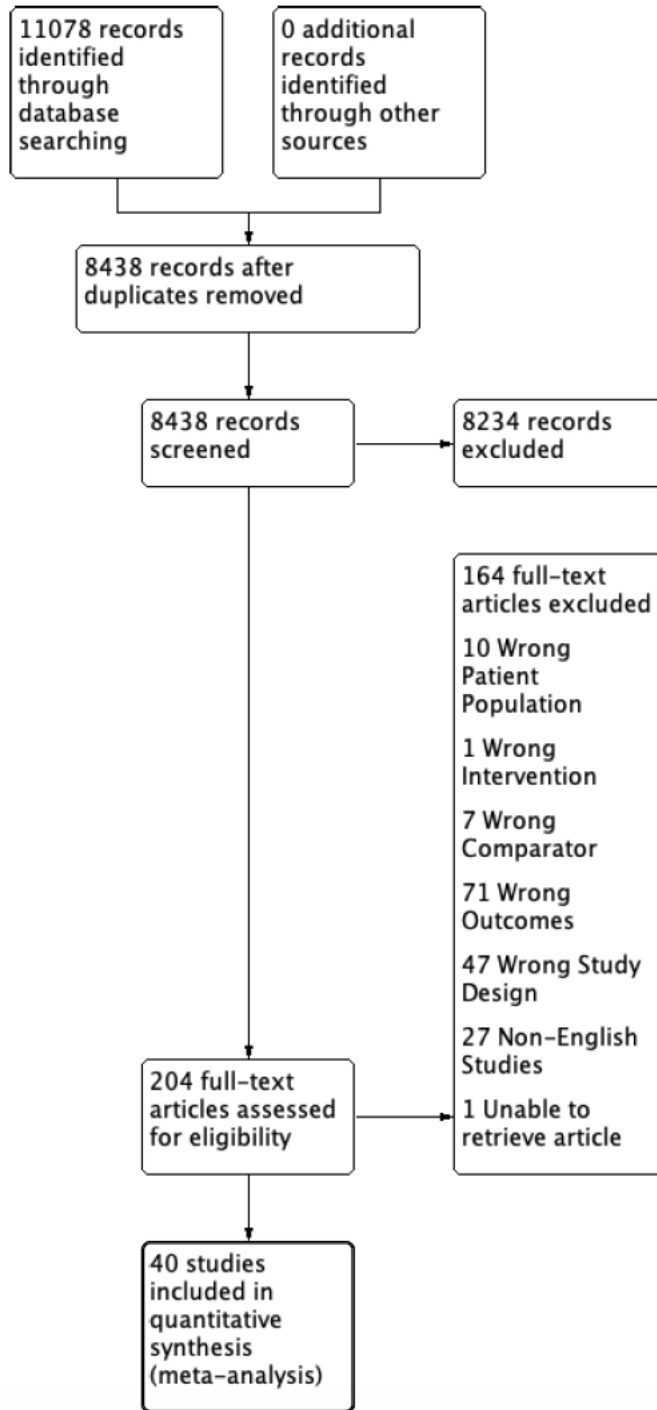 11078 records
identified
through
database
searching
0 additional
records
identified
through other
sources
8438 records after
duplicates removed
8438 records
screened
8234 records
excluded
164 full-text
articles excluded
10 Wrong
Patient
Population
1 Wrong
Intervention
7 Wrong
Comparator
71 Wrong
Outcomes
47 Wrong Study
Design
27 Non-English
Studies
1 Unable to
retrieve article
204 full-text
articles assessed
for eligibility
40 studies
included in
quantitative
synthesis
(meta-analysis)